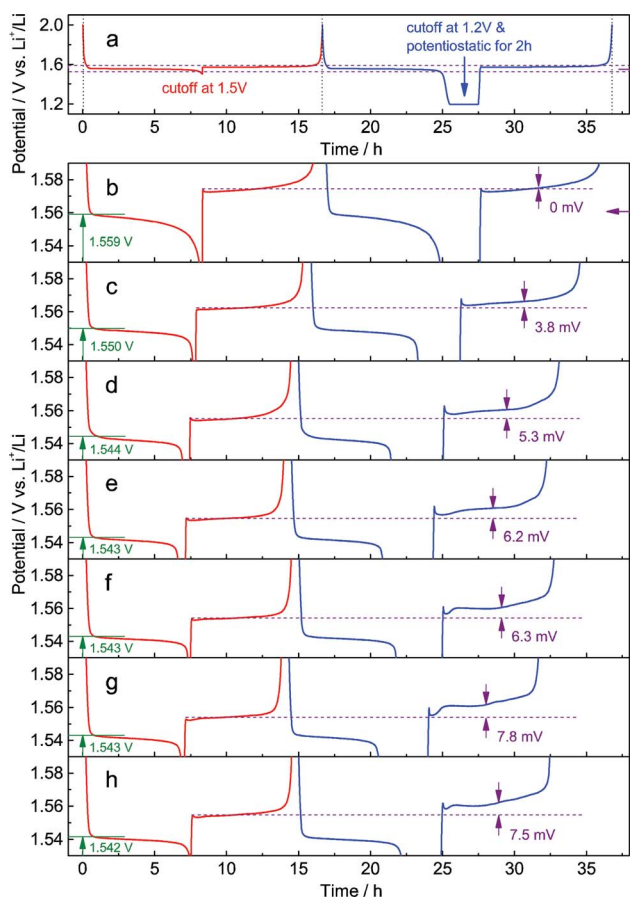 Potential / V vs. Li⁺/Li
2.0
1.6
1.2
a
cutoff at 1.5V
cutoff at 1.2V &
potentiostatic for 2h
0 5 10 15 20 25 30 35
Time / h
1.58
1.56
1.54
b
1.559 V
0 mV
1.58
1.56
1.54
c
1.550 V
3.8 mV
1.58
1.56
1.54
d
1.544 V
5.3 mV
Potential / V vs. Li⁺/Li
1.58
1.56
1.54
e
1.543 V
6.2 mV
1.58
1.56
1.54
f
1.543 V
6.3 mV
1.58
1.56
1.54
g
1.543 V
7.8 mV
1.58
1.56
1.54
h
1.542 V
7.5 mV
0 5 10 15 20 25 30 35
Time / h